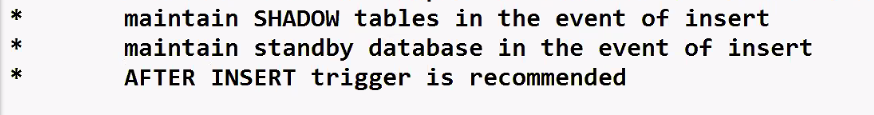 * maintain SHADOW tables in the event of insert
* maintain standby database in the event of insert
* AFTER INSERT trigger is recommended